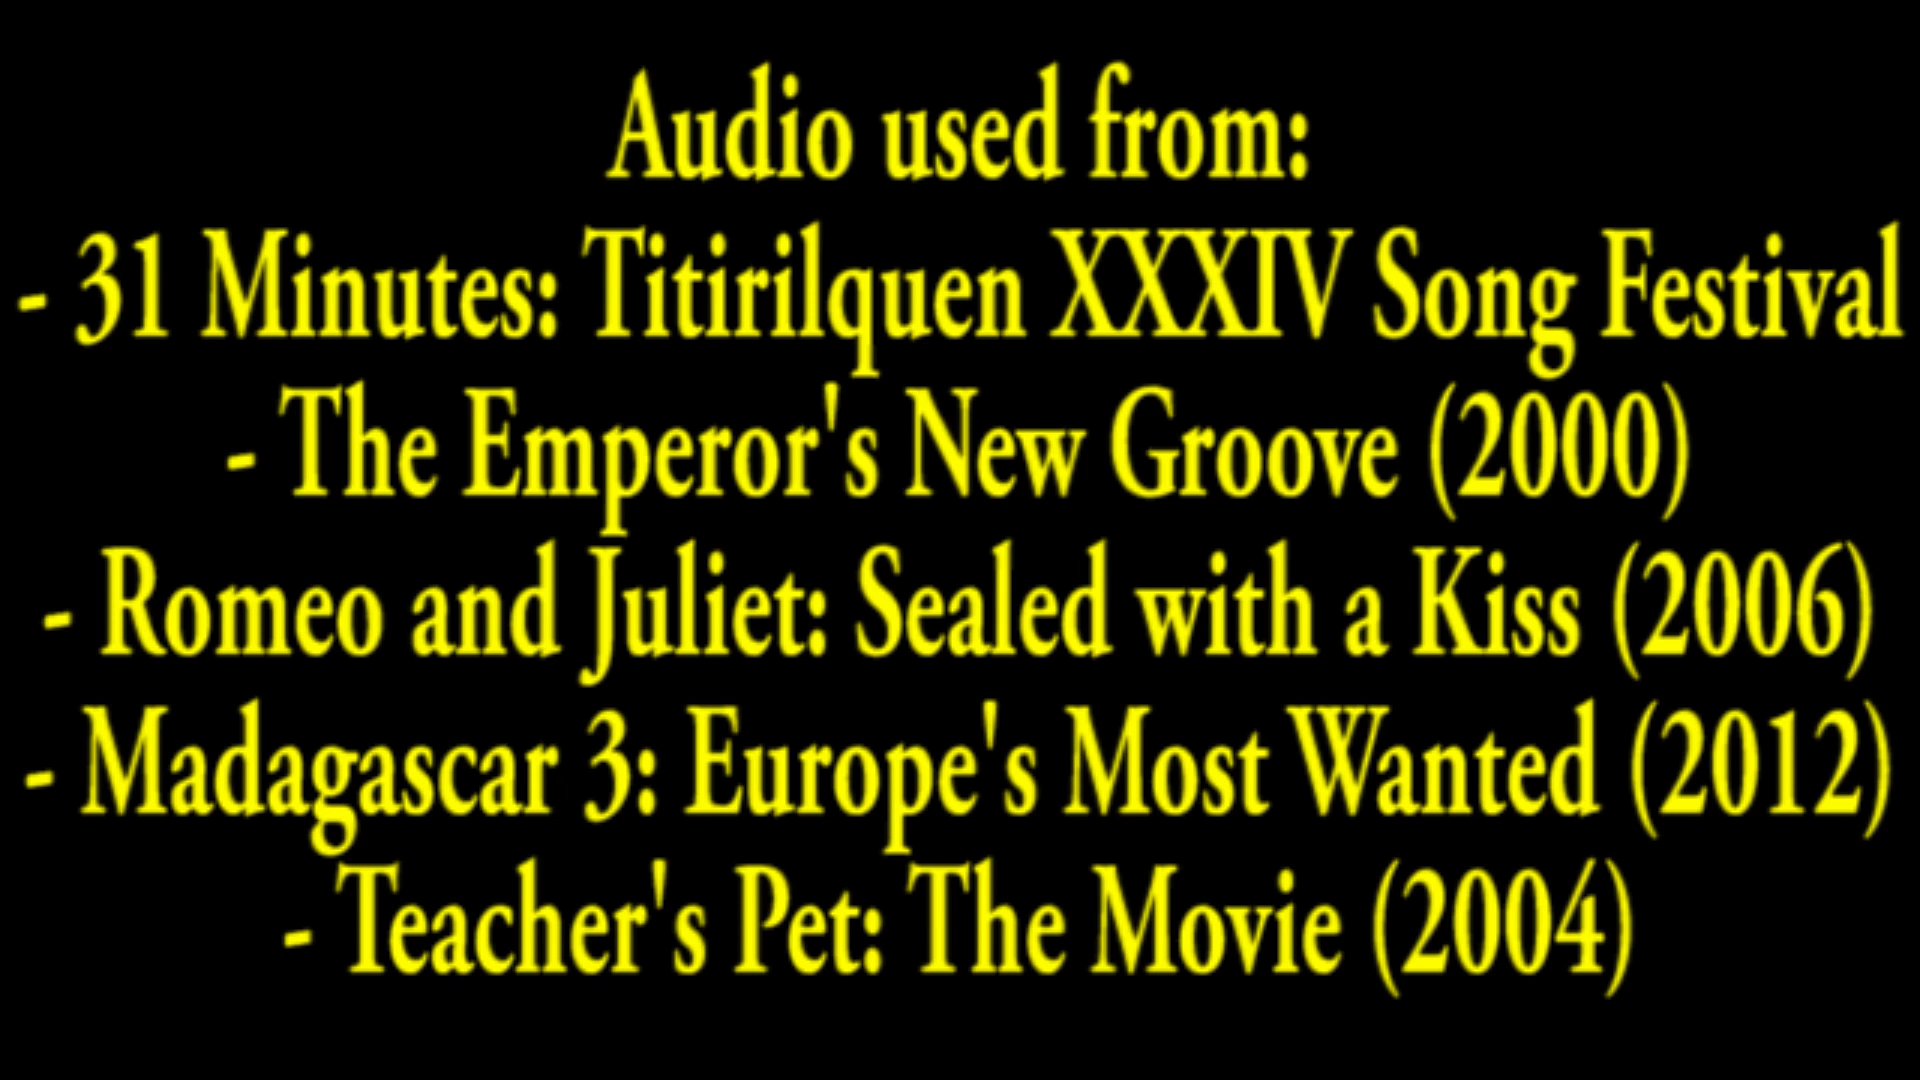 Audio used from:
- 31 Minutes: Titirilquen XXXIV Song Festival
- The Emperor's New Groove (2000)
- Romeo and Juliet: Sealed with a Kiss (2006)
- Madagascar 3: Europe's Most Wanted (2012)
- Teacher's Pet: The Movie (2004)